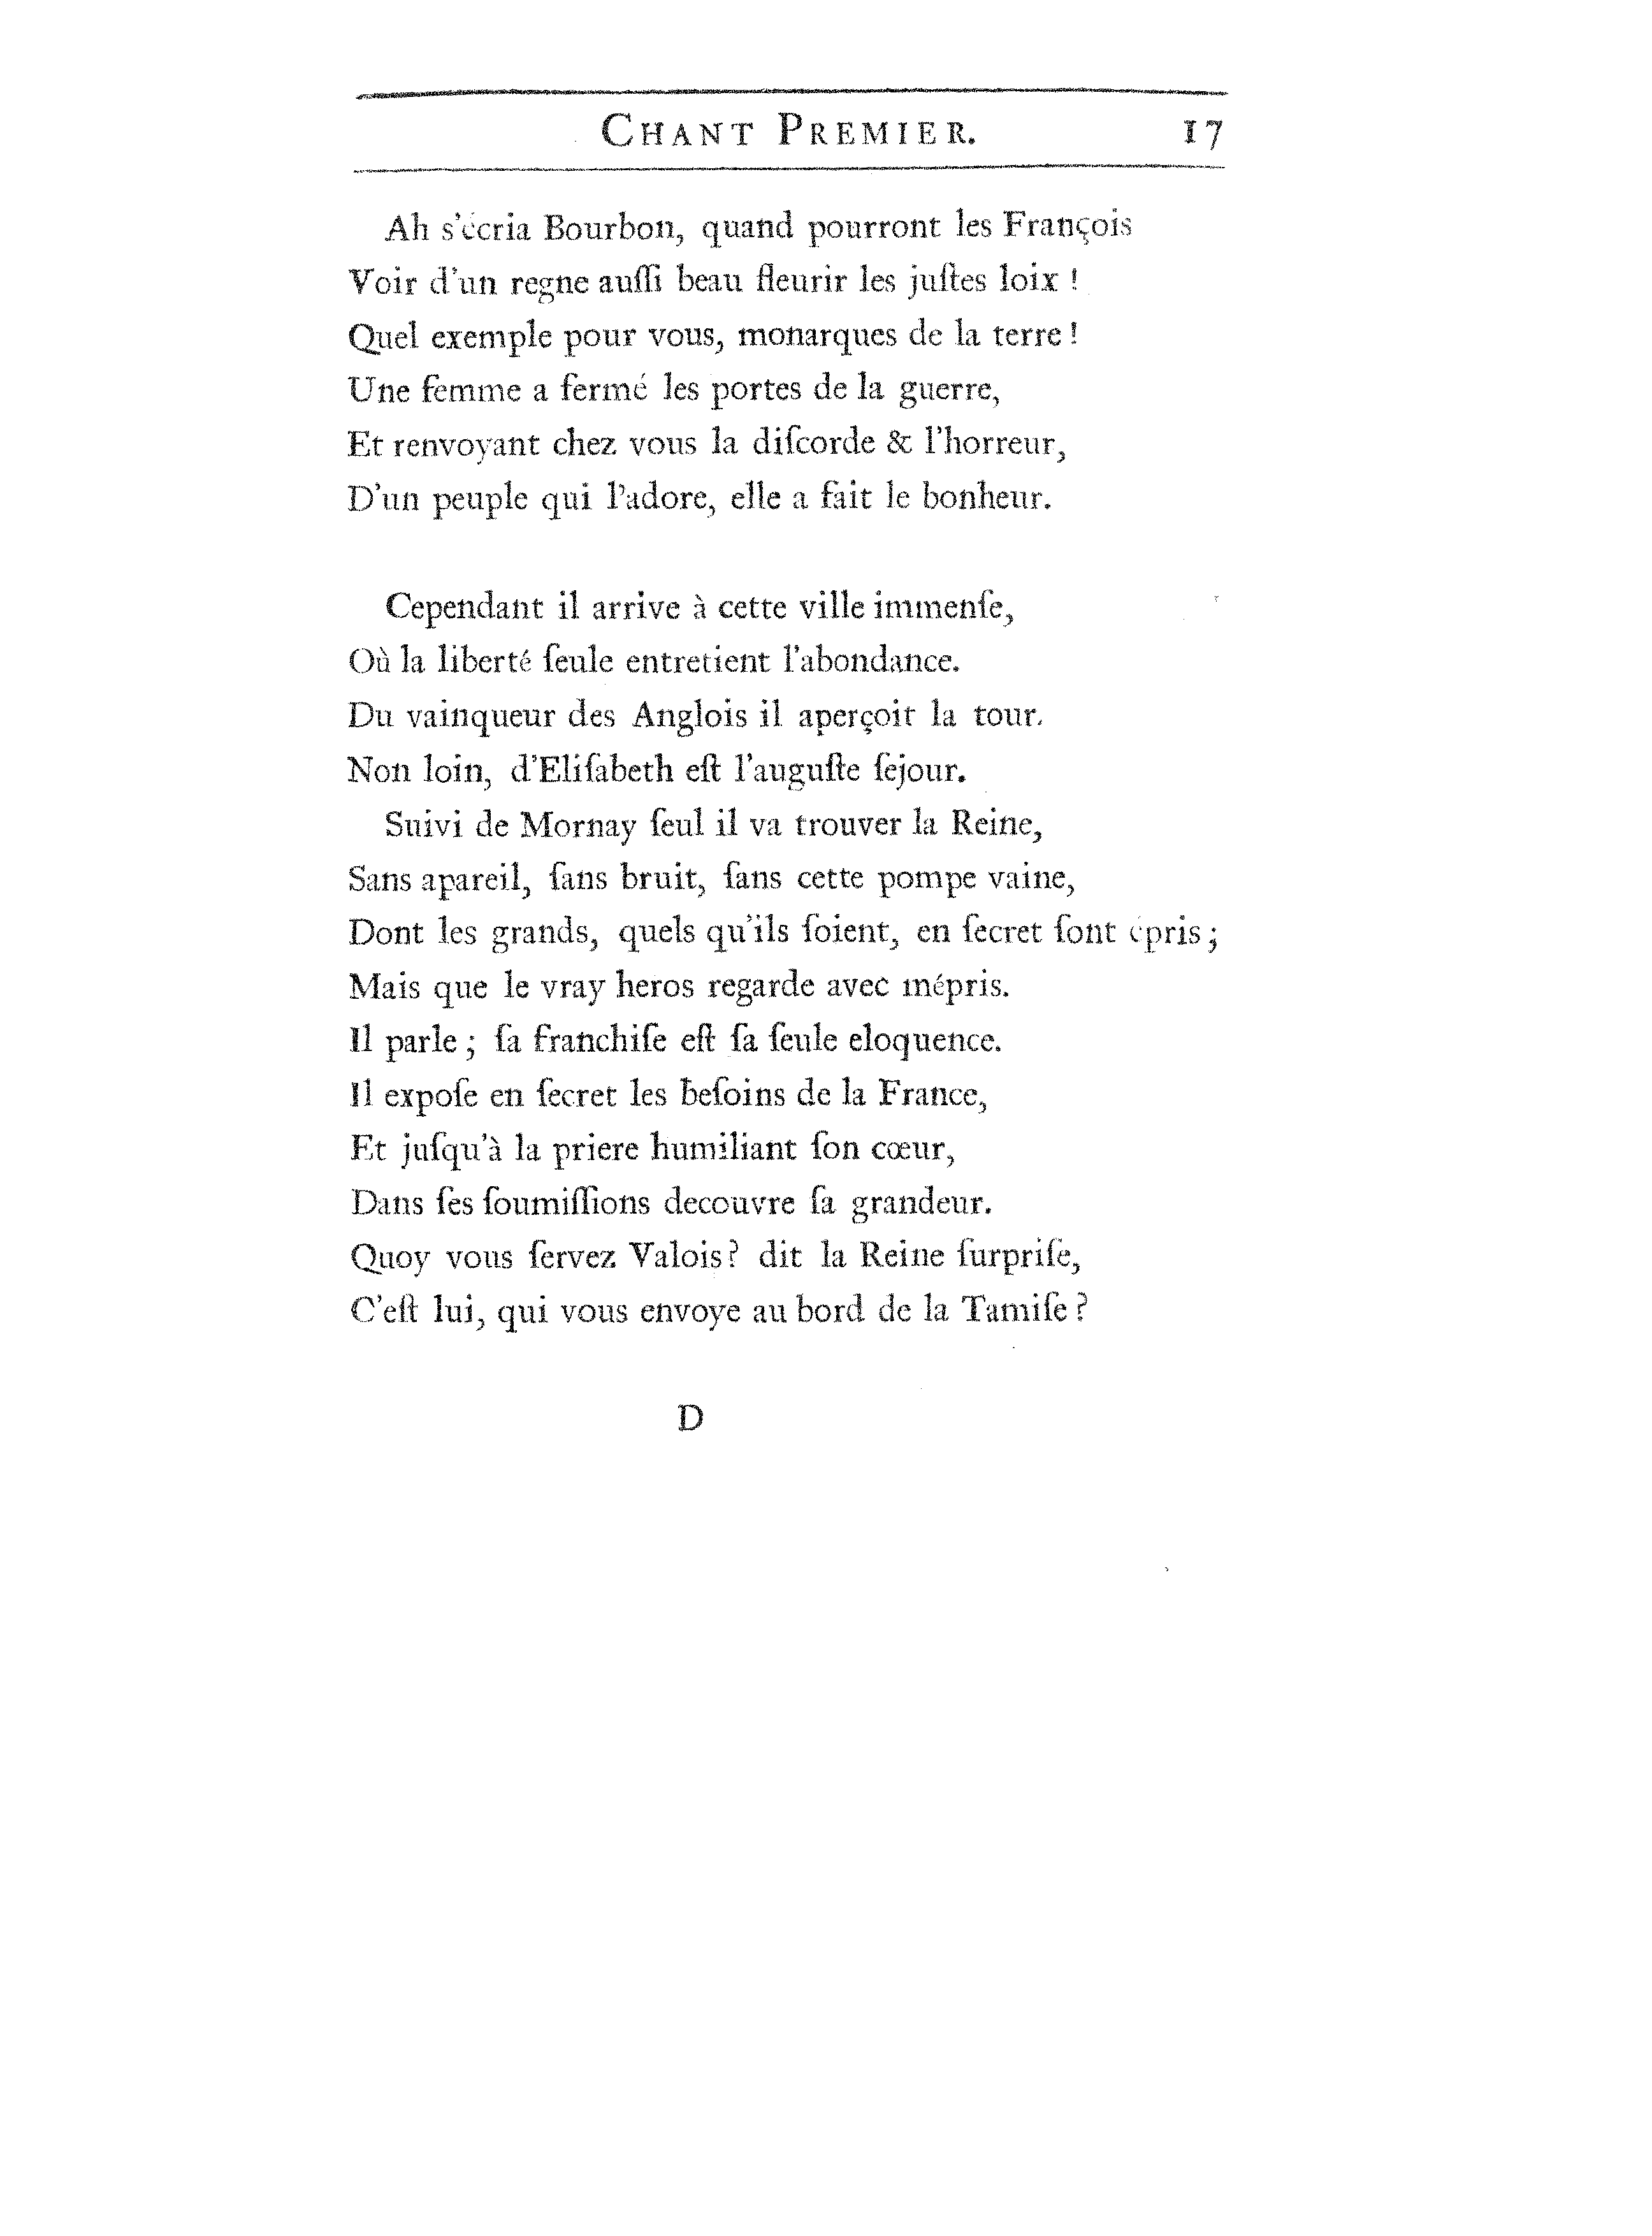 CHANT PREMIER. 17
Ah s'écria Bourbon, quand pourront les François
Voir d'un regne auſſi beau fleurir les juſtes loix !
Quel exemple pour vous, monarques de la terre !
Une femme a fermé les portes de la guerre,
Et renvoyant chez vous la diſcorde & l'horreur,
D'un peuple qui l'adore, elle a fait le bonheur.
Cependant il arrive à cette ville immenſe,
Où la liberté ſeule entretient l'abondance.
Du vainqueur des Anglois il aperçoit la tour.
Non loin, d'Eliſabeth eſt l'auguſte ſejour.
Suivi de Mornay ſeul il va trouver la Reine,
Sans apareil, ſans bruit, ſans cette pompe vaine,
Dont les grands, quels qu'ils ſoient, en ſecret ſont épris ;
Mais que le vray heros regarde avec mépris.
Il parle ; ſa franchiſe eſt ſa ſeule eloquence.
Il expoſe en ſecret les beſoins de la France,
Et juſqu'à la priere humiliant ſon cœur,
Dans ſes ſoumiſſions decouvre ſa grandeur.
Quoy vous ſervez Valois ? dit la Reine ſurpriſe,
C'eſt lui, qui vous envoye au bord de la Tamiſe ?
D